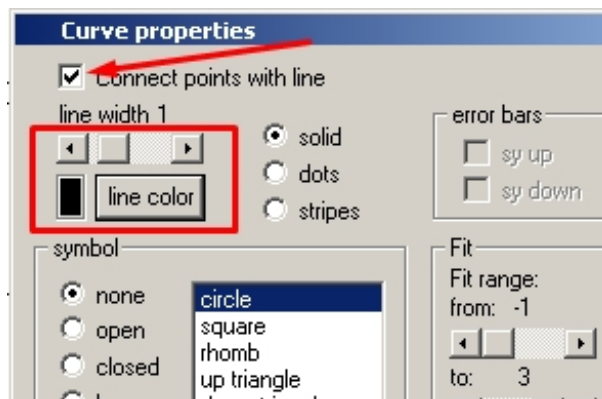 Curve properties
Connect points with line
line width 1
solid
dots
stripes
line color
error bars
sy up
sy down
symbol
none
open
closed
circle
square
rhomb
up triangle
Fit
Fit range:
from: -1
to: 3